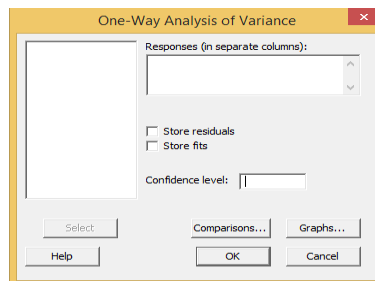 One-Way Analysis of Variance
Responses (in separate columns):
Store residuals
Store fits
Confidence level:
Select
Comparisons...
Graphs...
Help
OK
Cancel